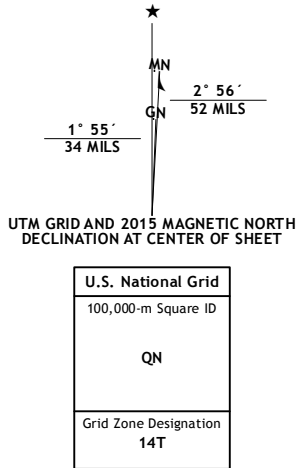 ★
MN
GN
2° 56´
52 MILS
1° 55´
34 MILS
UTM GRID AND 2015 MAGNETIC NORTH
DECLINATION AT CENTER OF SHEET
U.S. National Grid
100,000-m Square ID
QN
Grid Zone Designation
14T